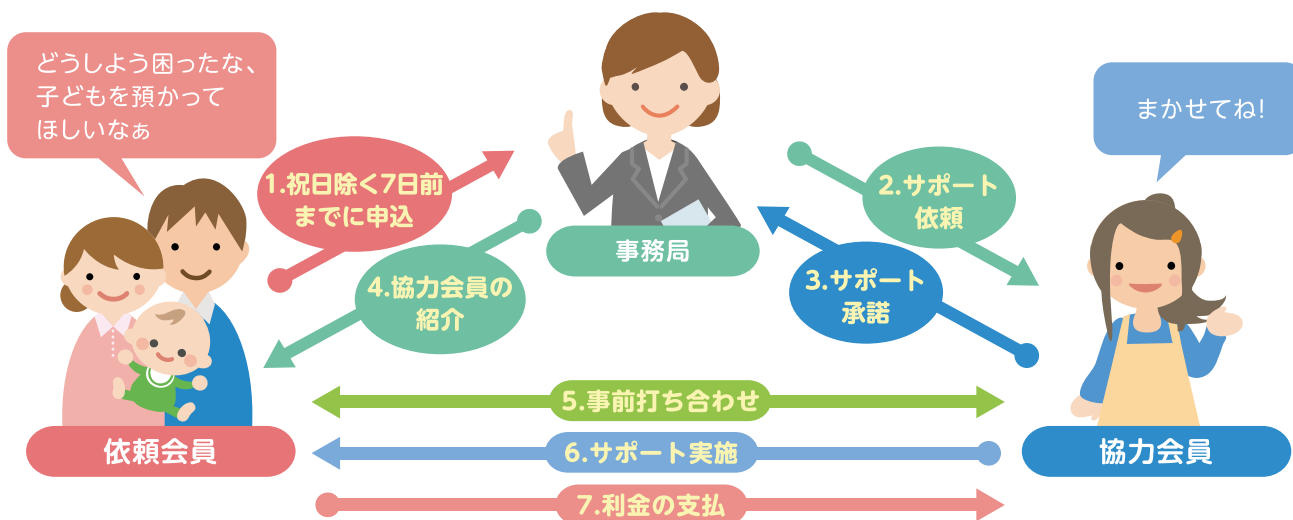 どうしよう困ったな、
子どもを預かって
ほしいなぁ
まかせてね!
1.祝日除く7日前
までに申込
2.サポート
依頼
事務局
3.サポート
承諾
4.協力会員の
紹介
5.事前打ち合わせ
依頼会員
6.サポート実施
協力会員
7.利金の支払